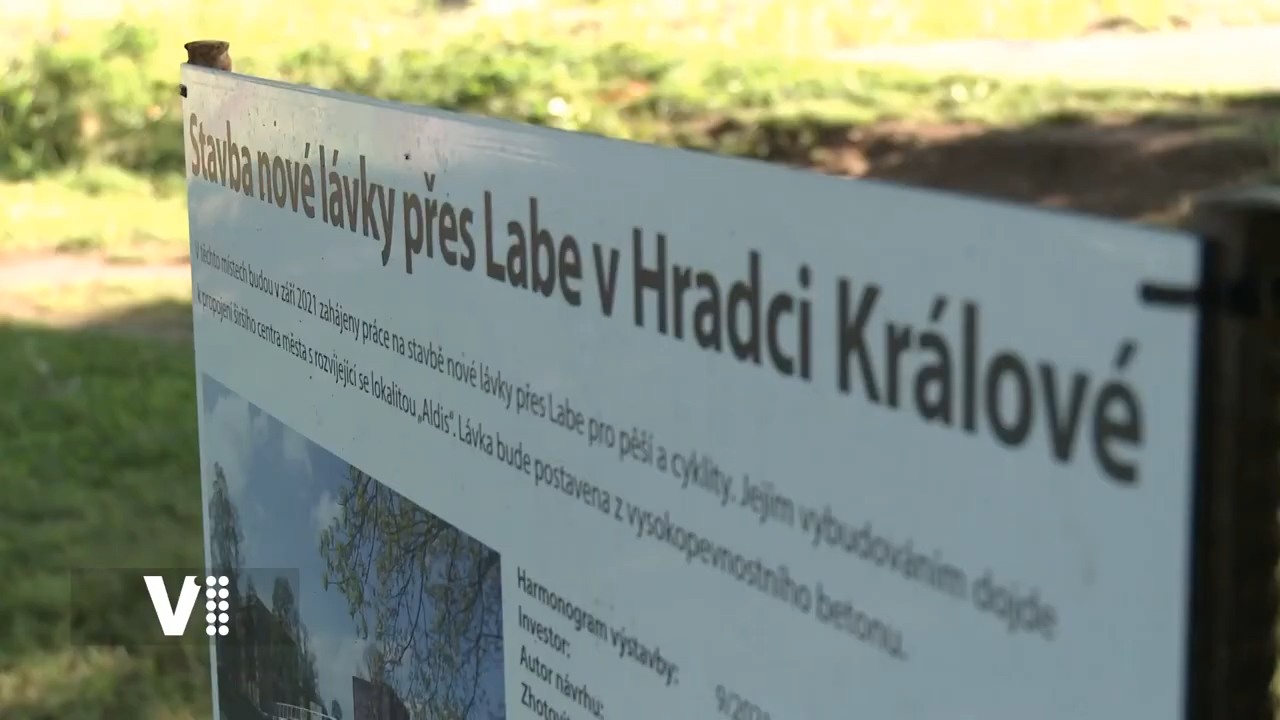 Stavba nové lávky přes Labe v Hradci Králové
V těchto místech budou v září 2021 zahájeny práce na stavbě nové lávky přes Labe pro pěší a cyklity. Jejím vybudováním dojde
k propojení širšího centra města s rozvíjející se lokalitou „Aldis“. Lávka bude postavena z vysokopevnostního betonu.
Harmonogram výstavby:
Investor:
Autor návrhu:
V